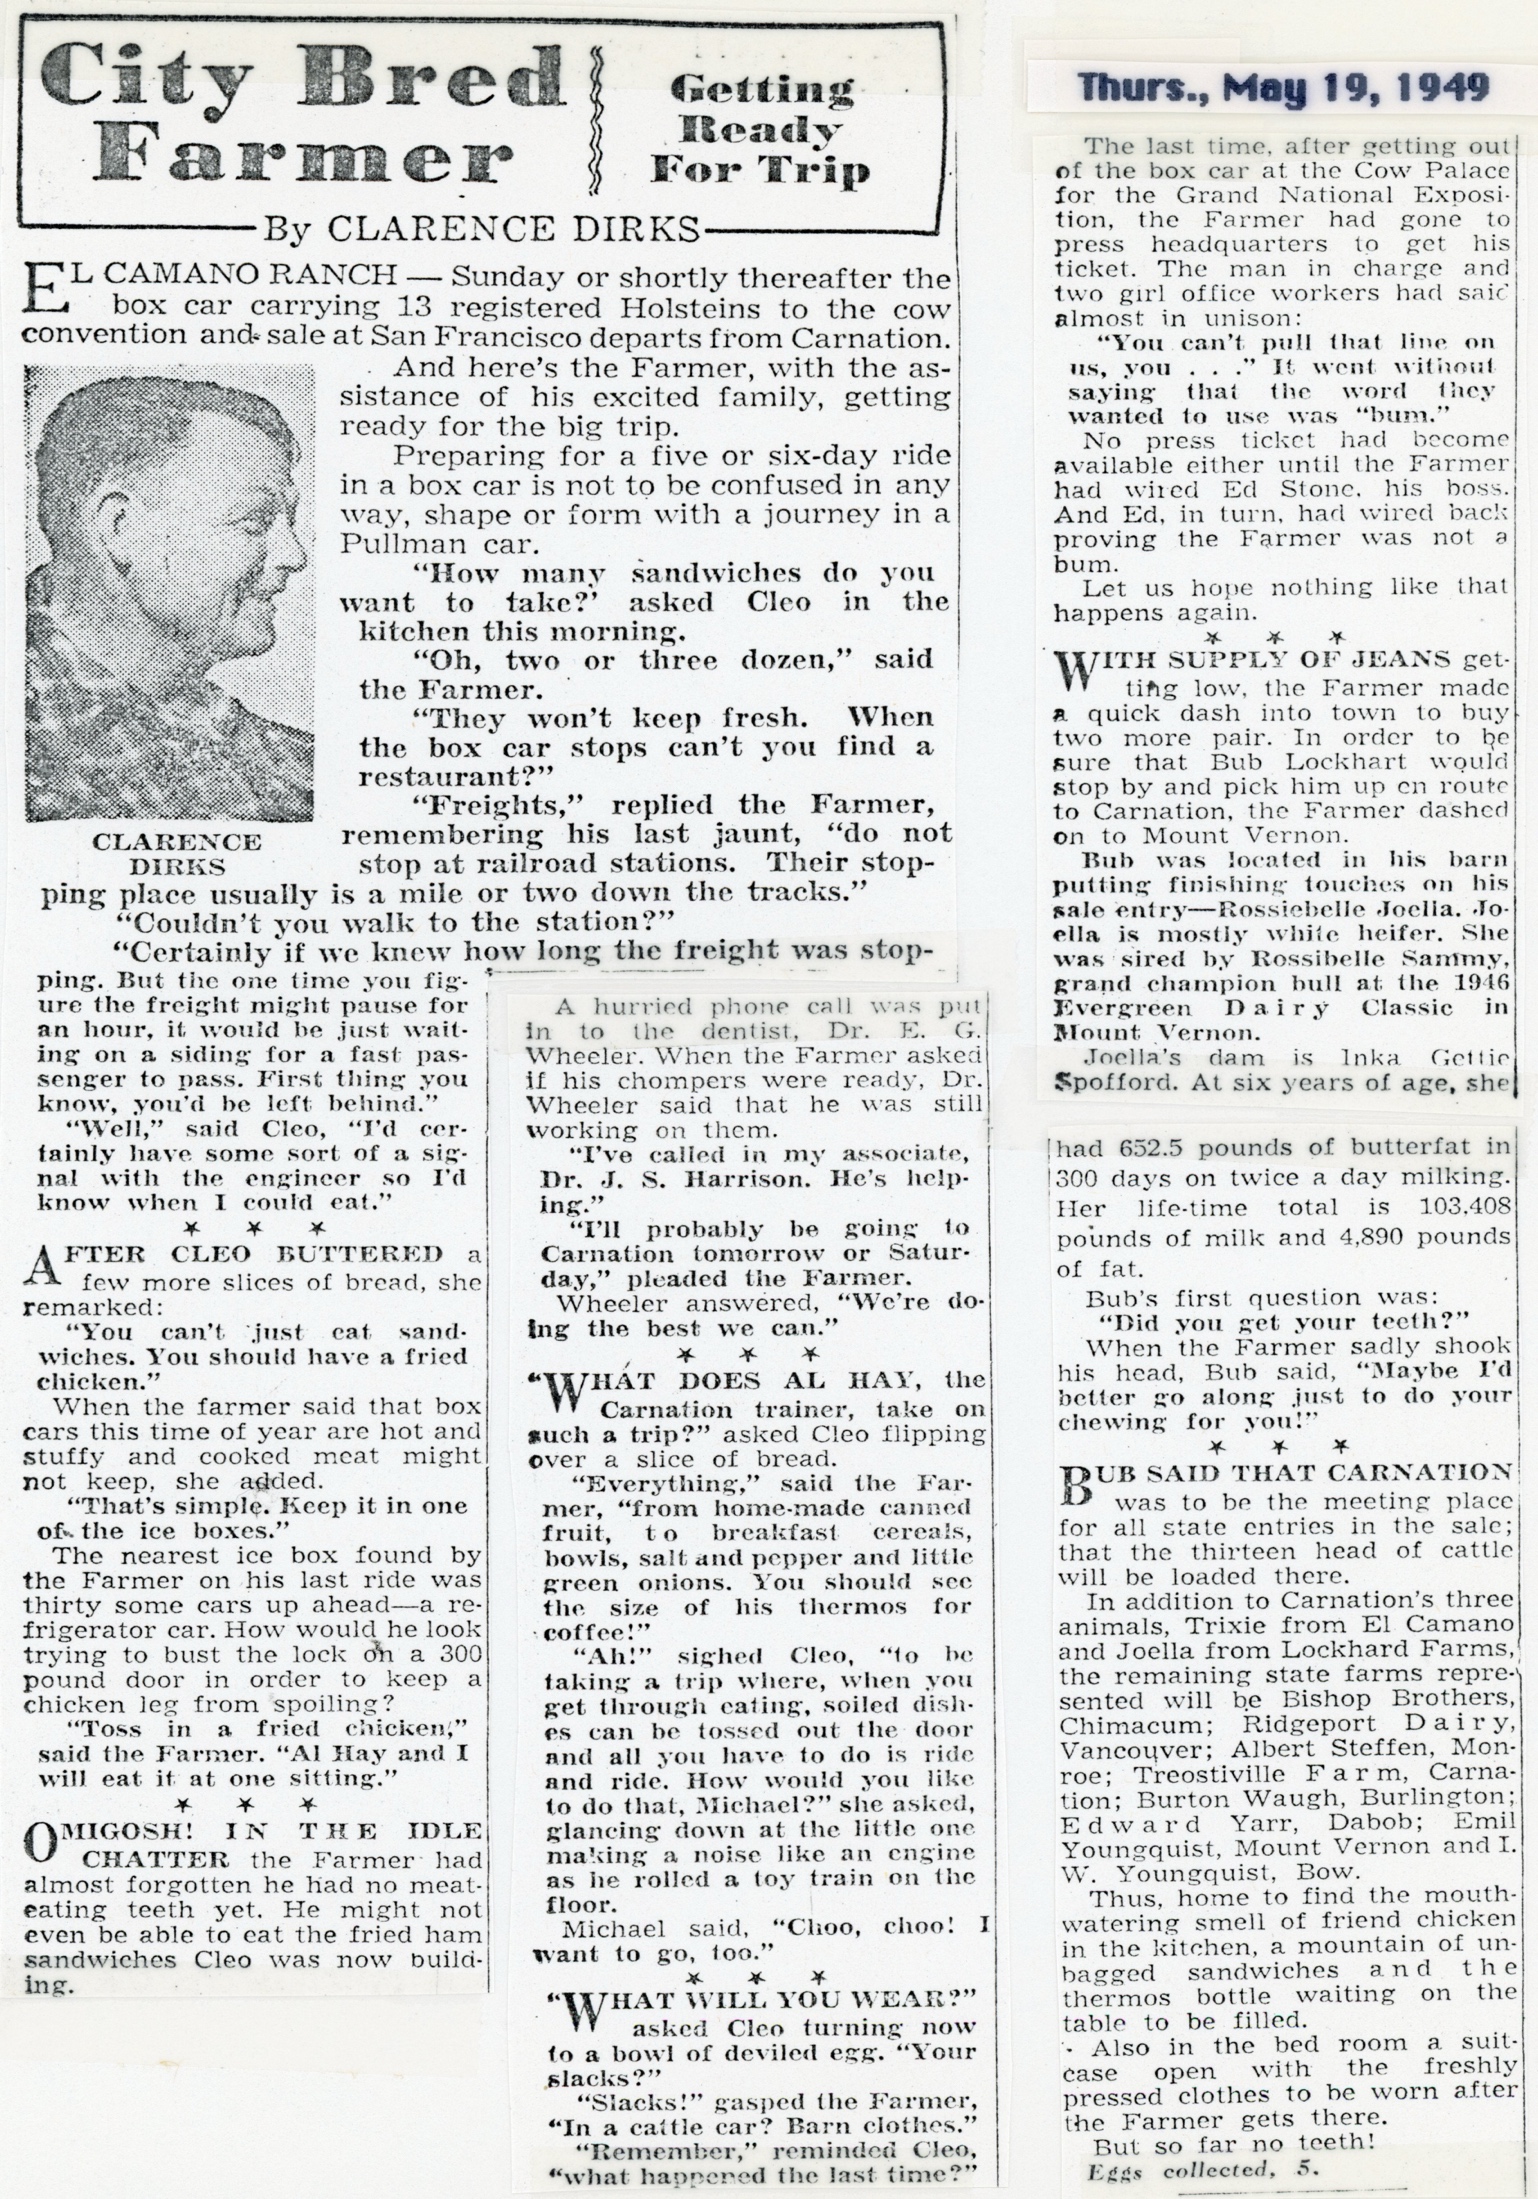 City Bred
Farmer
Getting
Ready
For Trip
By CLARENCE DIRKS
EL CAMANO RANCH — Sunday or shortly thereafter the
box car carrying 13 registered Holsteins to the cow
convention and sale at San Francisco departs from Carnation.
And here's the Farmer, with the as-
sistance of his excited family, getting
ready for the big trip.
Preparing for a five or six-day ride
in a box car is not to be confused in any
way, shape or form with a journey in a
Pullman car.
"How many sandwiches do you
want to take?' asked Cleo in the
kitchen this morning.
"Oh, two or three dozen," said
the Farmer.
"They won't keep fresh. When
the box car stops can't you find a
restaurant?"
"Freights," replied the Farmer,
remembering his last jaunt, "do not
stop at railroad stations. Their stop-
CLARENCE
DIRKS
ping place usually is a mile or two down the tracks."
"Couldn't you walk to the station?"
"Certainly if we knew how long the freight was stop-
ping. But the one time you fig-
ure the freight might pause for
an hour, it would be just wait-
ing on a siding for a fast pas-
senger to pass. First thing you
know, you'd be left behind."
"Well," said Cleo, "I'd cer-
tainly have some sort of a sig-
nal with the engineer so I'd
know when I could eat."
* * *
AFTER CLEO BUTTERED a
few more slices of bread, she
remarked:
"You can't just eat sand-
wiches. You should have a fried
chicken."
When the farmer said that box
cars this time of year are hot and
stuffy and cooked meat might
not keep, she added.
"That's simple. Keep it in one
of the ice boxes."
The nearest ice box found by
the Farmer on his last ride was
thirty some cars up ahead—a re-
frigerator car. How would he look
trying to bust the lock on a 300
pound door in order to keep a
chicken leg from spoiling?
"Toss in a fried chicken,"
said the Farmer. "Al Hay and I
will eat it at one sitting."
* * *
OMIGOSH! IN THE IDLE
CHATTER the Farmer had
almost forgotten he had no meat-
eating teeth yet. He might not
even be able to eat the fried ham
sandwiches Cleo was now build-
ing.
A hurried phone call was put
in to the dentist, Dr. E. G.
Wheeler. When the Farmer asked
if his chompers were ready, Dr.
Wheeler said that he was still
working on them.
"I've called in my associate,
Dr. J. S. Harrison. He's help-
ing."
"I'll probably be going to
Carnation tomorrow or Satur-
day," pleaded the Farmer.
Wheeler answered, "We're do-
ing the best we can."
* * *
"WHAT DOES AL HAY, the
Carnation trainer, take on
such a trip?" asked Cleo flipping
over a slice of bread.
"Everything," said the Far-
mer, "from home-made canned
fruit, to breakfast cereals,
bowls, salt and pepper and little
green onions. You should see
the size of his thermos for
coffee!"
"Ah!" sighed Cleo, "to be
taking a trip where, when you
get through eating, soiled dish-
es can be tossed out the door
and all you have to do is ride
and ride. How would you like
to do that, Michael?" she asked,
glancing down at the little one
making a noise like an engine
as he rolled a toy train on the
floor.
Michael said, "Choo, choo! I
want to go, too."
* * *
"WHAT WILL YOU WEAR?"
asked Cleo turning now
to a bowl of deviled egg. "Your
slacks?"
"Slacks!" gasped the Farmer,
"In a cattle car? Barn clothes."
"Remember," reminded Cleo,
"what happened the last time?"
Thurs., May 19, 1949
The last time, after getting out
of the box car at the Cow Palace
for the Grand National Exposi-
tion, the Farmer had gone to
press headquarters to get his
ticket. The man in charge and
two girl office workers had said
almost in unison:
"You can't pull that line on
us, you . . ." It went without
saying that the word they
wanted to use was "bum."
No press ticket had become
available either until the Farmer
had wired Ed Stone, his boss.
And Ed, in turn, had wired back
proving the Farmer was not a
bum.
Let us hope nothing like that
happens again.
* * *
WITH SUPPLY OF JEANS get-
ting low, the Farmer made
a quick dash into town to buy
two more pair. In order to be
sure that Bub Lockhart would
stop by and pick him up en route
to Carnation, the Farmer dashed
on to Mount Vernon.
Bub was located in his barn
putting finishing touches on his
sale entry—Rossiebelle Joella. Jo-
ella is mostly white heifer. She
was sired by Rossibelle Sammy,
grand champion bull at the 1946
Evergreen Dairy Classic in
Mount Vernon.
Joella's dam is Inka Gettie
Spofford. At six years of age, she
had 652.5 pounds of butterfat in
300 days on twice a day milking.
Her life-time total is 103,408
pounds of milk and 4,890 pounds
of fat.
Bub's first question was:
"Did you get your teeth?"
When the Farmer sadly shook
his head, Bub said, "Maybe I'd
better go along just to do your
chewing for you!"
* * *
BUB SAID THAT CARNATION
was to be the meeting place
for all state entries in the sale;
that the thirteen head of cattle
will be loaded there.
In addition to Carnation's three
animals, Trixie from El Camano
and Joella from Lockhard Farms,
the remaining state farms repre-
sented will be Bishop Brothers,
Chimacum; Ridgeport Dairy,
Vancouver; Albert Steffen, Mon-
roe; Treostiville Farm, Carna-
tion; Burton Waugh, Burlington;
Edward Yarr, Dabob; Emil
Youngquist, Mount Vernon and I.
W. Youngquist, Bow.
Thus, home to find the mouth-
watering smell of friend chicken
in the kitchen, a mountain of un-
bagged sandwiches and the
thermos bottle waiting on the
table to be filled.
Also in the bed room a suit-
case open with the freshly
pressed clothes to be worn after
the Farmer gets there.
But so far no teeth!
Eggs collected, 5.